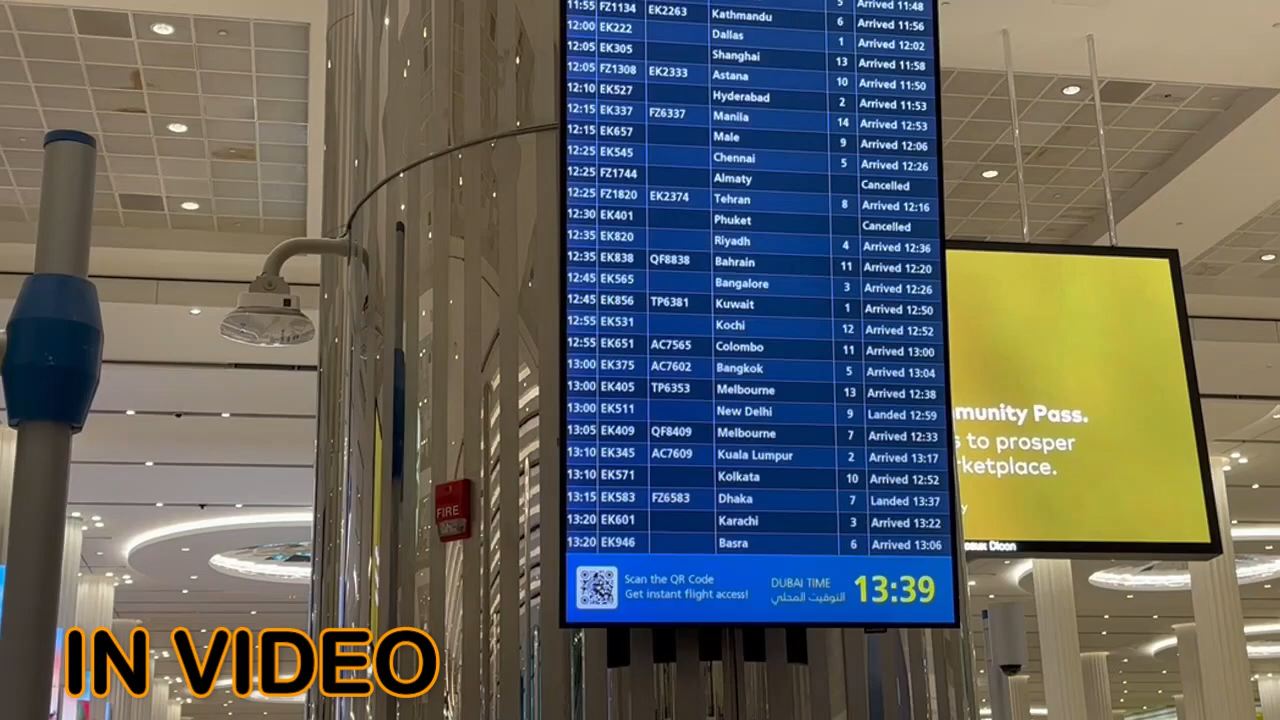 11:55 FZ1134 EK2263 Kathmandu 5 Arrived 11:48
12:00 EK222 Dallas 6 Arrived 11:56
12:05 EK305 Shanghai 1 Arrived 12:02
12:05 FZ1308 EK2333 Astana 13 Arrived 11:58
12:10 EK527 Hyderabad 10 Arrived 11:50
12:15 EK337 FZ6337 Manila 2 Arrived 11:53
12:15 EK657 Male 14 Arrived 12:53
12:25 EK545 Chennai 9 Arrived 12:06
12:25 FZ1744 Almaty 5 Arrived 12:26
12:25 FZ1820 EK2374 Tehran Cancelled
12:30 EK401 Phuket 8 Arrived 12:16
12:35 EK820 Riyadh Cancelled
12:35 EK838 QF8838 Bahrain 4 Arrived 12:36
12:45 EK565 Bangalore 11 Arrived 12:20
12:45 EK856 TP6381 Kuwait 3 Arrived 12:26
12:55 EK531 Kochi 1 Arrived 12:50
12:55 EK651 AC7565 Colombo 12 Arrived 12:52
13:00 EK375 AC7602 Bangkok 11 Arrived 13:00
13:00 EK405 TP6353 Melbourne 5 Arrived 13:04
13:00 EK511 New Delhi 13 Arrived 12:38
13:05 EK409 QF8409 Melbourne 9 Landed 12:59
13:10 EK345 AC7609 Kuala Lumpur 7 Arrived 12:33
13:10 EK571 Kolkata 2 Arrived 13:17
13:15 EK583 FZ6583 Dhaka 10 Arrived 12:52
13:20 EK601 Karachi 7 Landed 13:37
13:20 EK946 Basra 3 Arrived 13:22
6 Arrived 13:06
Scan the QR Code
Get instant flight access!
DUBAI TIME
التوقيت المحلي
13:39
munity Pass.
s to prosper
ketplace.
y
FIRE
IN VIDEO